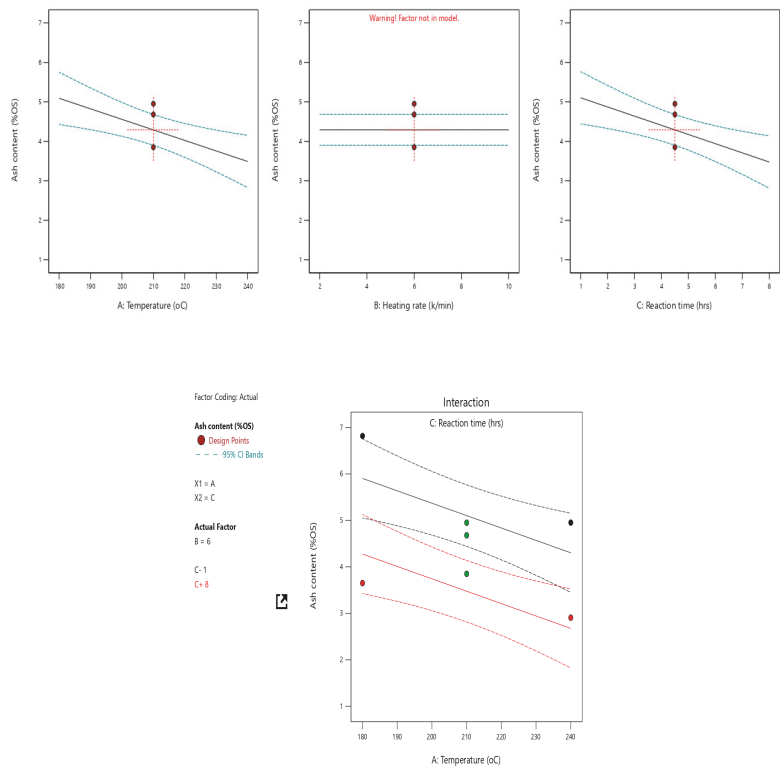 7
6
5
4
3
2
1
Ash content (%OS)
180 190 200 210 220 230 240
A: Temperature (oC)
Warning! Factor not in model.
7
6
5
4
3
2
1
Ash content (%OS)
2 4 6 8 10
B: Heating rate (k/min)
7
6
5
4
3
2
1
Ash content (%OS)
1 2 3 4 5 6 7 8
C: Reaction time (hrs)
Factor Coding: Actual
Ash content (%OS)
Design Points
95% CI Bands
X1 = A
X2 = C
Actual Factor
B = 6
C- 1
C+ 8
Interaction
C: Reaction time (hrs)
7
6
5
4
3
2
1
Ash content (%OS)
180 190 200 210 220 230 240
A: Temperature (oC)